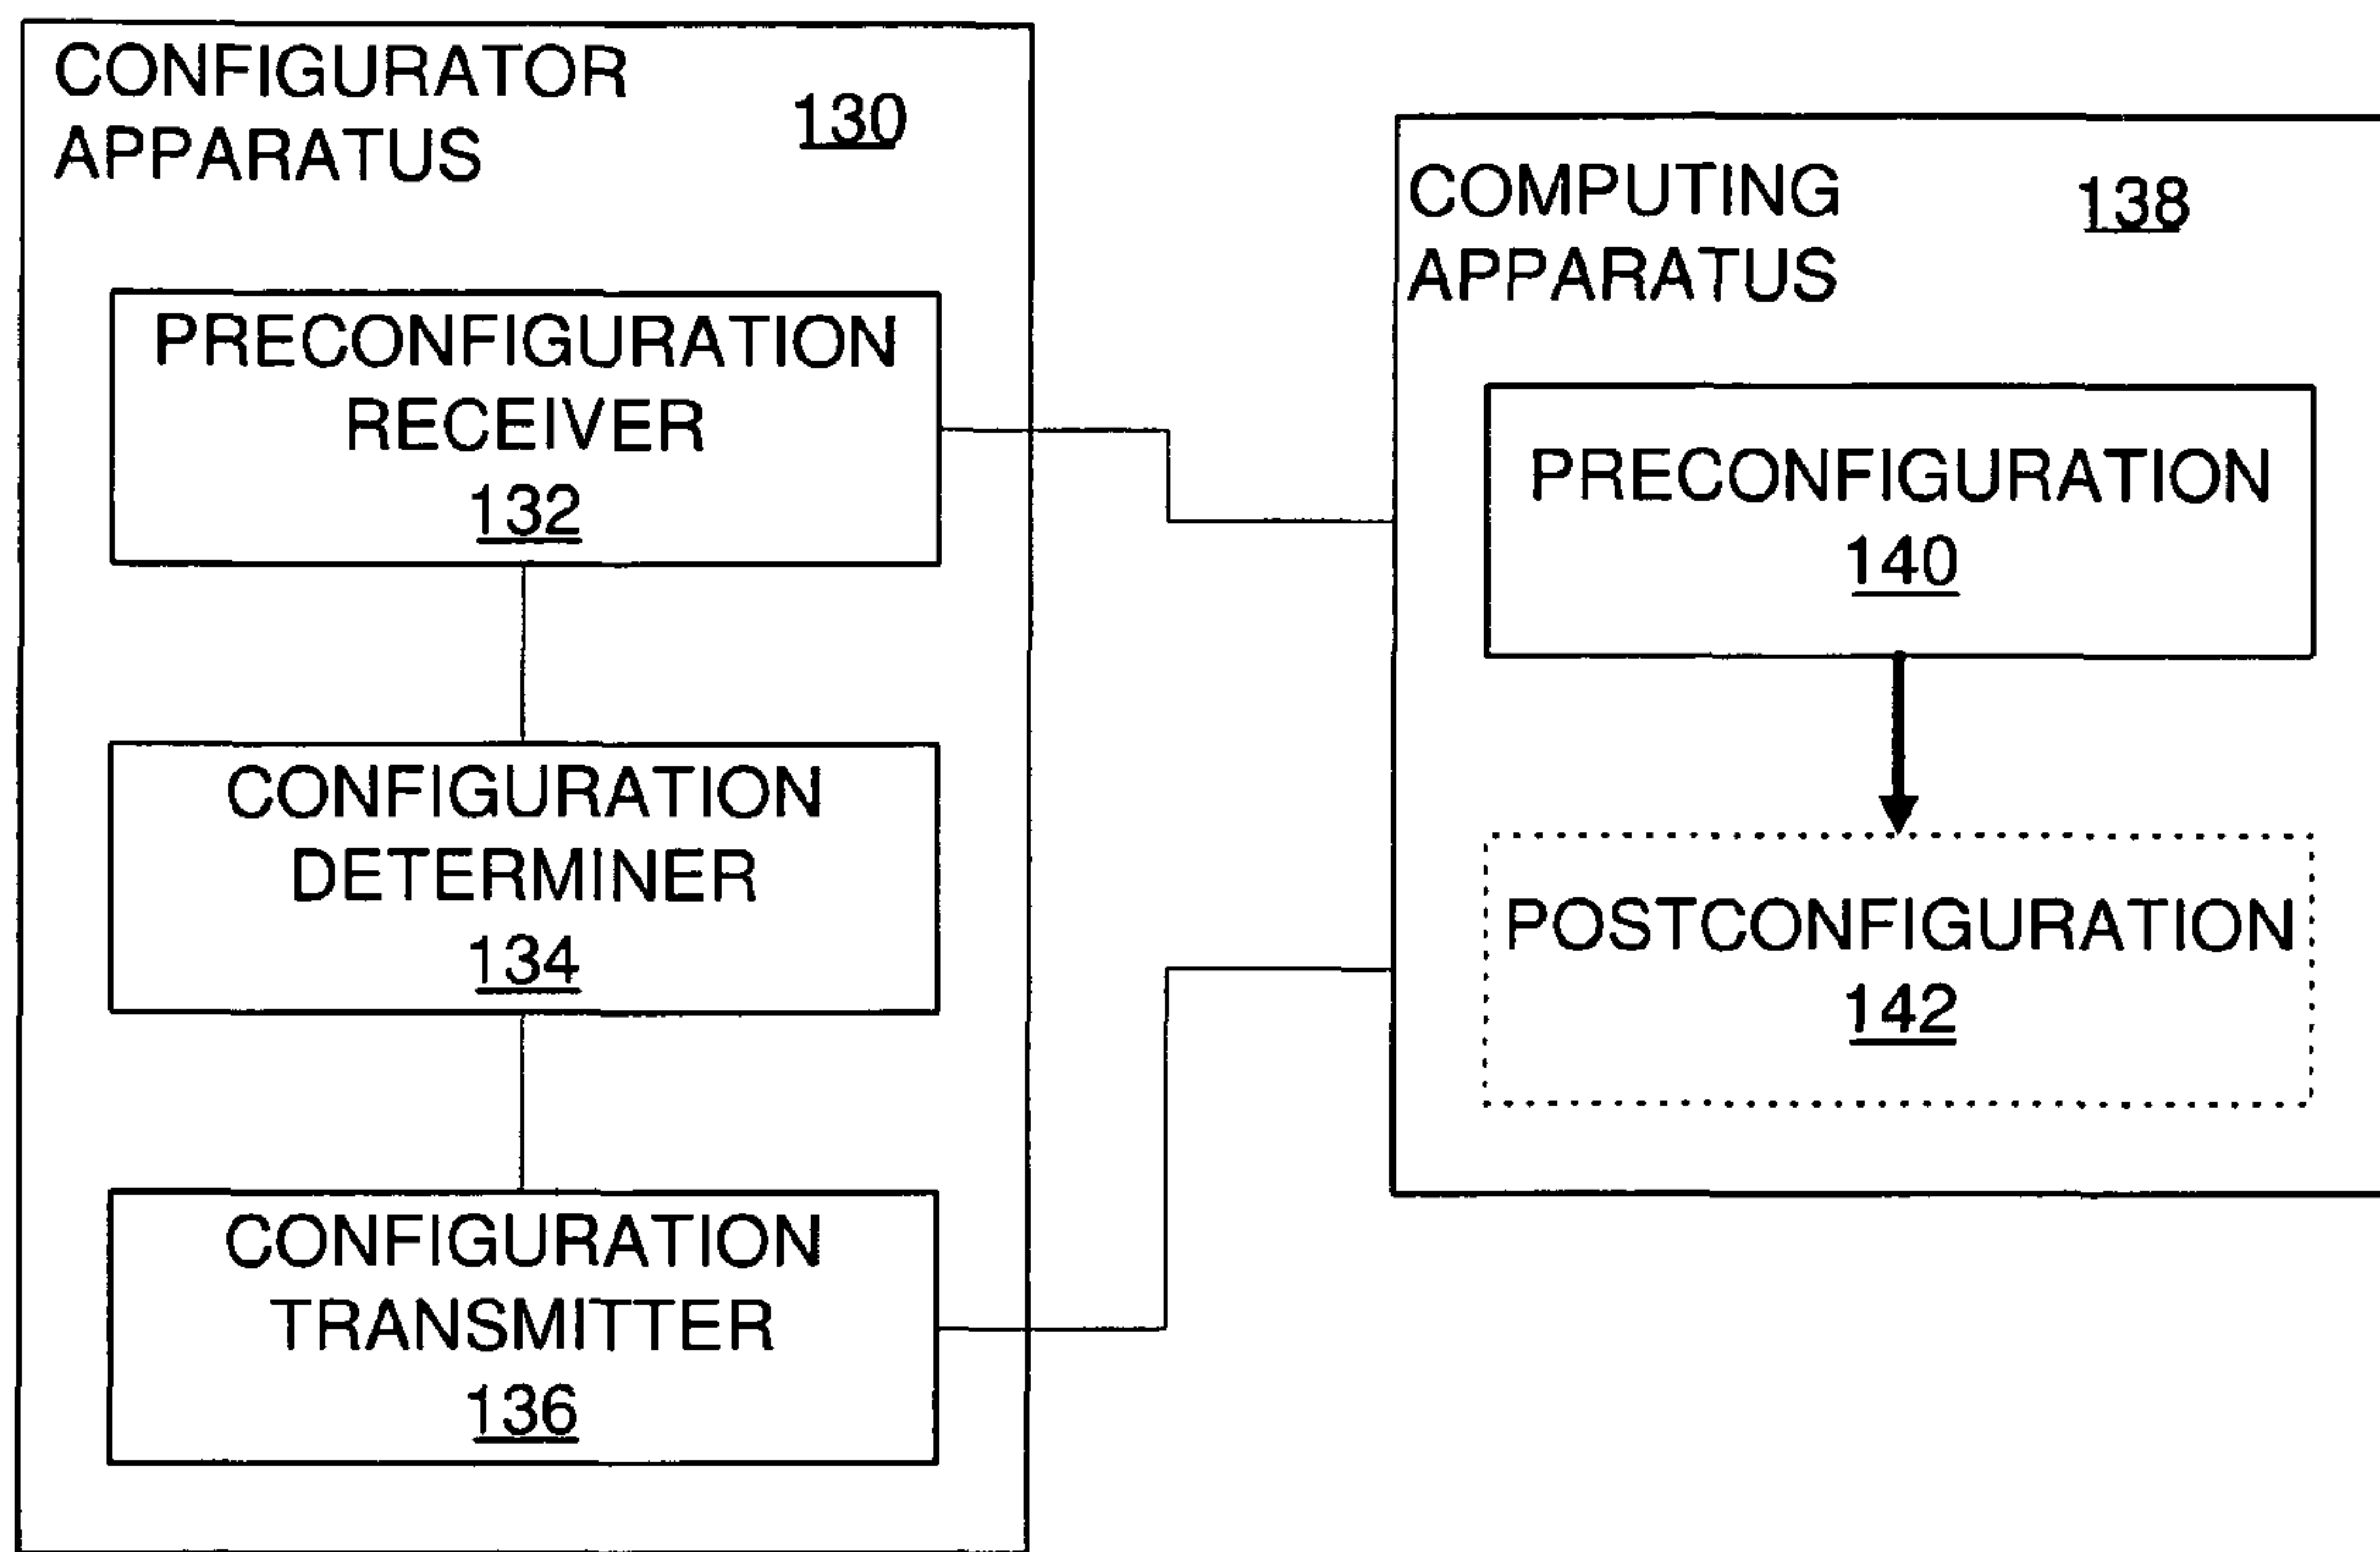 CONFIGURATOR
APPARATUS
130
PRECONFIGURATION
RECEIVER
132
CONFIGURATION
DETERMINER
134
CONFIGURATION
TRANSMITTER
136
COMPUTING
APPARATUS
138
PRECONFIGURATION
140
POSTCONFIGURATION
142